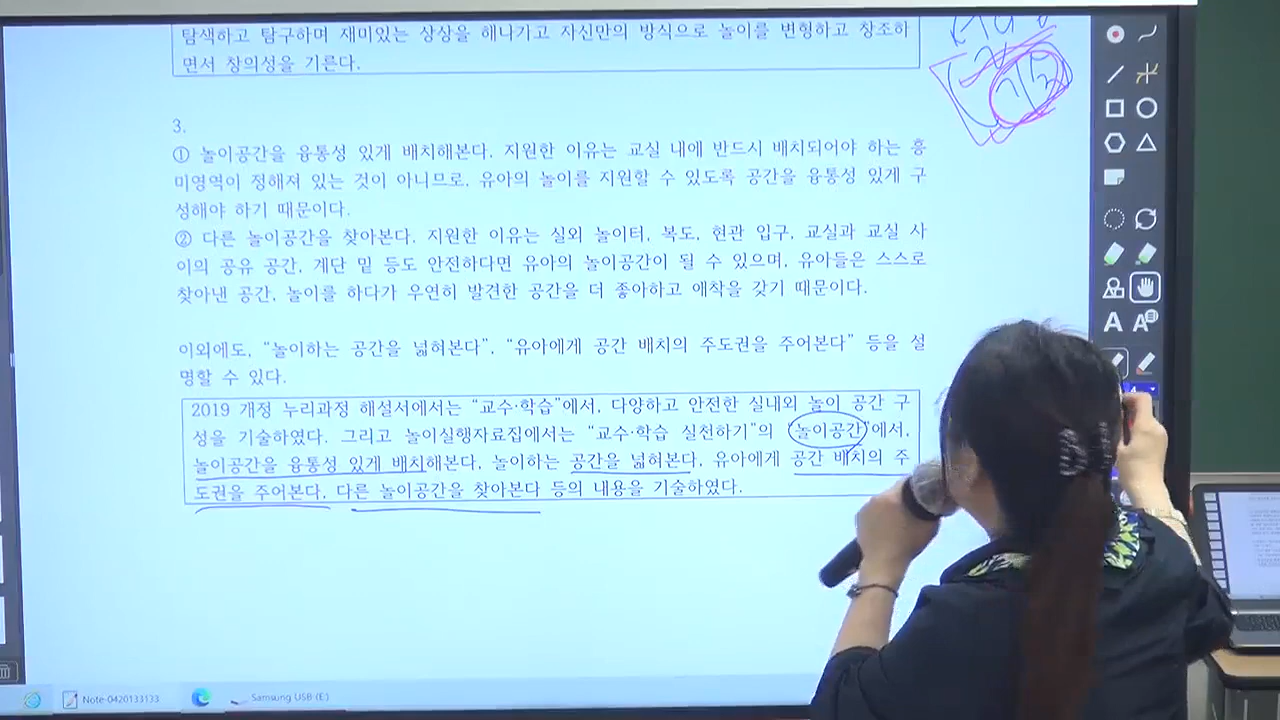 탐색하고 탐구하며 재미있는 상상을 해나가고 자신만의 방식으로 놀이를 변형하고 창조하
면서 창의성을 기른다.
3.
① 놀이공간을 융통성 있게 배치해본다. 지원한 이유는 교실 내에 반드시 배치되어야 하는 흥
미영역이 정해져 있는 것이 아니므로, 유아의 놀이를 지원할 수 있도록 공간을 융통성 있게 구
성해야 하기 때문이다.
② 다른 놀이공간을 찾아본다. 지원한 이유는 실외 놀이터, 복도, 현관 입구, 교실과 교실 사
이의 공유 공간, 계단 밑 등도 안전하다면 유아의 놀이공간이 될 수 있으며, 유아들은 스스로
찾아낸 공간, 놀이를 하다가 우연히 발견한 공간을 더 좋아하고 애착을 갖기 때문이다.
이외에도, “놀이하는 공간을 넓혀본다”, “유아에게 공간 배치의 주도권을 주어본다” 등을 설
명할 수 있다.
2019 개정 누리과정 해설서에서는 “교수·학습”에서, 다양하고 안전한 실내외 놀이 공간 구
성을 기술하였다. 그리고 놀이실행자료집에서는 “교수·학습 실천하기”의 “놀이공간”에서,
놀이공간을 융통성 있게 배치해본다, 놀이하는 공간을 넓혀본다, 유아에게 공간 배치의 주
도권을 주어본다, 다른 놀이공간을 찾아본다 등의 내용을 기술하였다.
Note-0420133133
Samsung USB (E:)